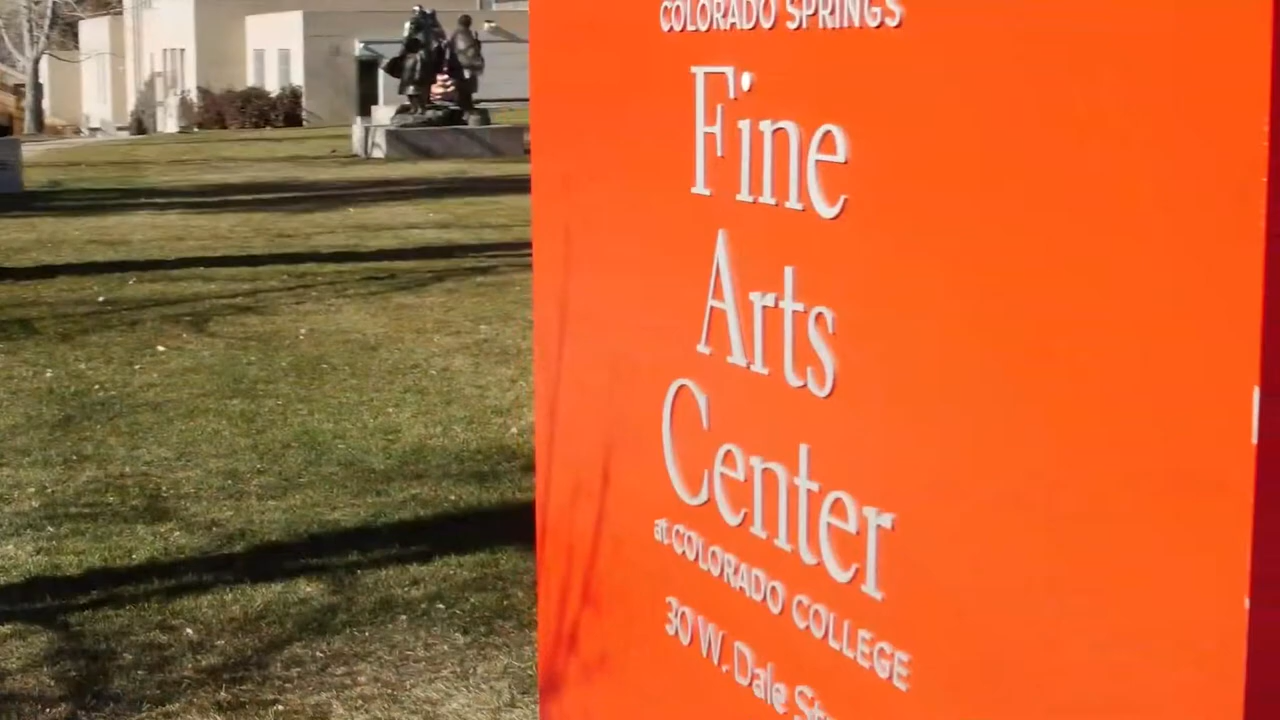 COLORADO SPRINGS
Fine
Arts
Center
at COLORADO COLLEGE
30 W. Dale